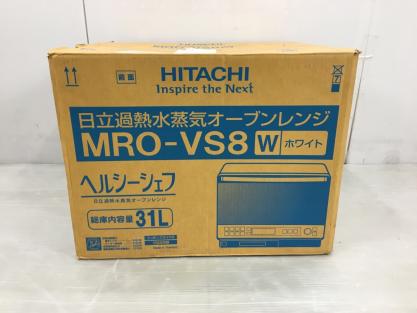 前面
HITACHI
Inspire the Next
7
日立過熱水蒸気オーブンレンジ
MRO-VS8 W ホワイト
ヘルシーシェフ
日立過熱水蒸気オーブンレンジ
総庫内容量 31L